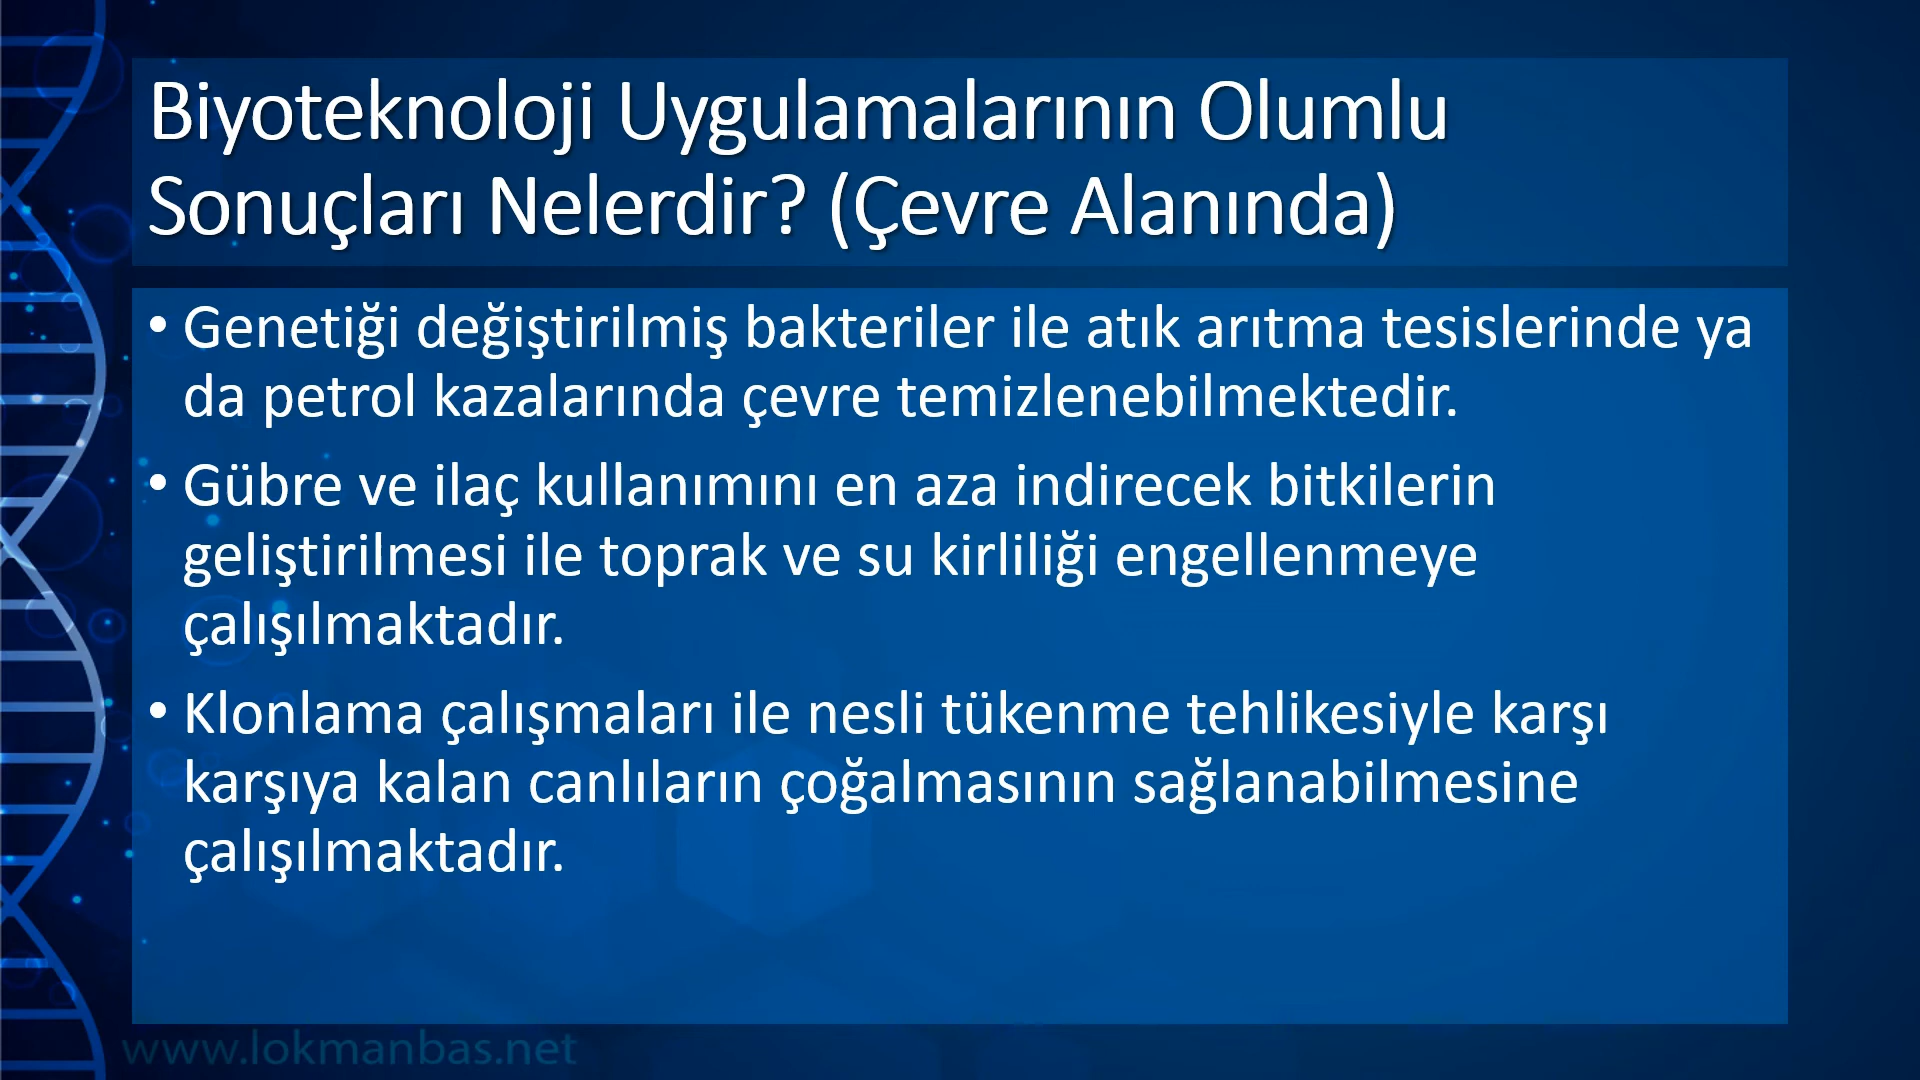 Biyoteknoloji Uygulamalarının Olumlu
Sonuçları Nelerdir? (Çevre Alanında)
• Genetiği değiştirilmiş bakteriler ile atık arıtma tesislerinde ya
da petrol kazalarında çevre temizlenebilmektedir.
• Gübre ve ilaç kullanımını en aza indirecek bitkilerin
geliştirilmesi ile toprak ve su kirliliği engellenmeye
çalışılmaktadır.
• Klonlama çalışmaları ile nesli tükenme tehlikesiyle karşı
karşıya kalan canlıların çoğalmasının sağlanabilmesine
çalışılmaktadır.
www.lokmanbas.net